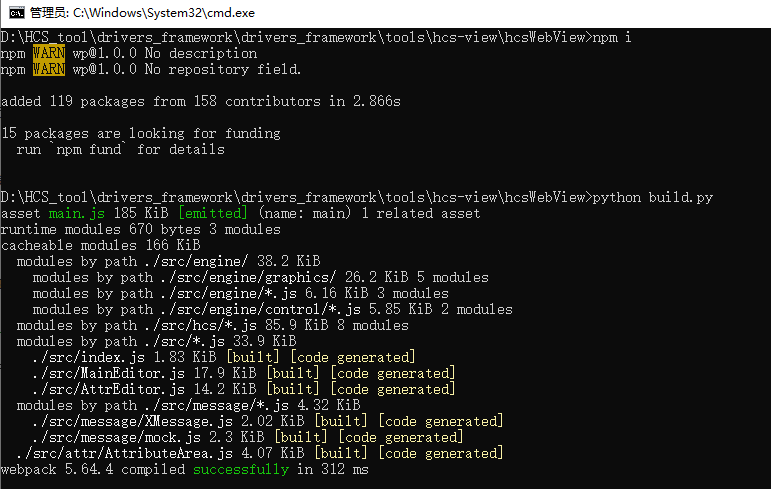 管理员: C:\Windows\System32\cmd.exe
D:\HCS_tool\drivers_framework\drivers_framework\tools\hcs-view\hcsWebView>npm i
npm WARN wp@1.0.0 No description
npm WARN wp@1.0.0 No repository field.
added 119 packages from 158 contributors in 2.866s
15 packages are looking for funding
run `npm fund` for details
D:\HCS_tool\drivers_framework\drivers_framework\tools\hcs-view\hcsWebView>python build.py
asset main.js 185 KiB [emitted] (name: main) 1 related asset
runtime modules 670 bytes 3 modules
cacheable modules 166 KiB
modules by path ./src/engine/ 38.2 KiB
modules by path ./src/engine/graphics/ 26.2 KiB 5 modules
modules by path ./src/engine/*.js 6.16 KiB 3 modules
modules by path ./src/engine/control/*.js 5.85 KiB 2 modules
modules by path ./src/hcs/*.js 85.9 KiB 8 modules
modules by path ./src/*.js 33.9 KiB
./src/index.js 1.83 KiB [built] [code generated]
./src/MainEditor.js 17.9 KiB [built] [code generated]
./src/AttrEditor.js 14.2 KiB [built] [code generated]
modules by path ./src/message/*.js 4.32 KiB
./src/message/XMessage.js 2.02 KiB [built] [code generated]
./src/message/mock.js 2.3 KiB [built] [code generated]
./src/attr/AttributeArea.js 4.07 KiB [built] [code generated]
webpack 5.64.4 compiled successfully in 312 ms